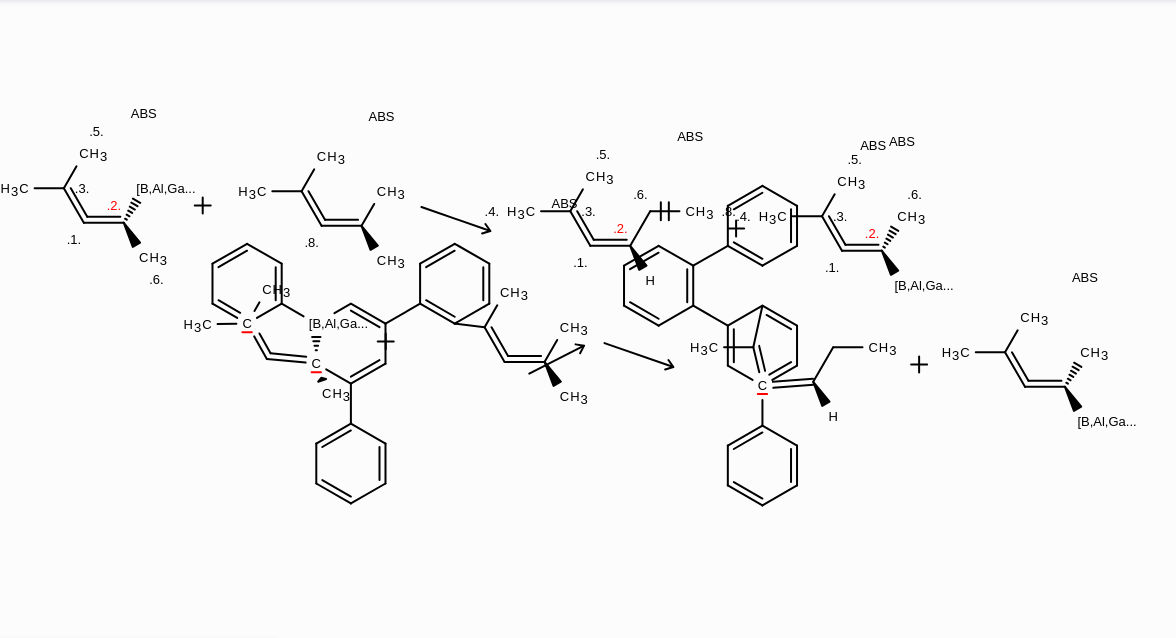 ABS
ABS
.5.
CH3
H3C
.3.
[B,Al,Ga...
.2.
.1.
CH3
.6.
+
CH3
H3C
CH3
.8.
CH3
ABS
.5.
CH3
ABS
.6.
.4.
H3C
.3.
CH3
.2.
.1.
H
+
ABS
ABS
.5.
CH3
.6.
.8.
.4.
H3C
.3.
CH3
.2.
.1.
[B,Al,Ga...
CH3
H3C
C
[B,Al,Ga...
C
CH3
+
CH3
CH3
CH3
H3C
CH3
C
H
+
ABS
CH3
H3C
CH3
[B,Al,Ga...